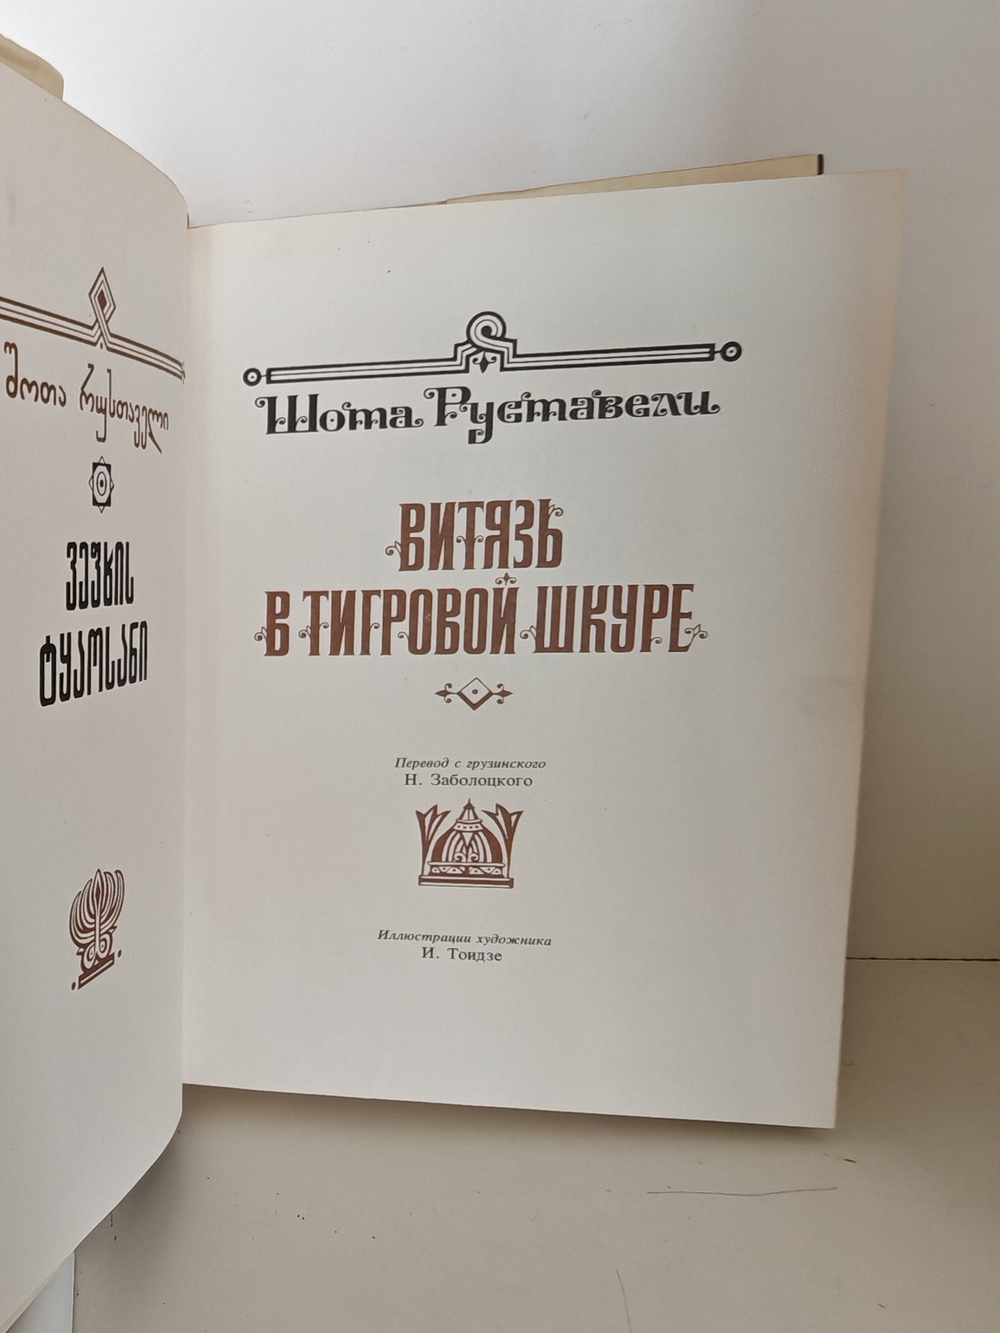 შოთა რუსთაველი
ვეფხის
ტყაოსანი
Шота Руставели
ВИТЯЗЬ
В ТИГРОВОЙ ШКУРЕ
Перевод с грузинского
Н. Заболоцкого
Иллюстрации художника
И. Тоидзе